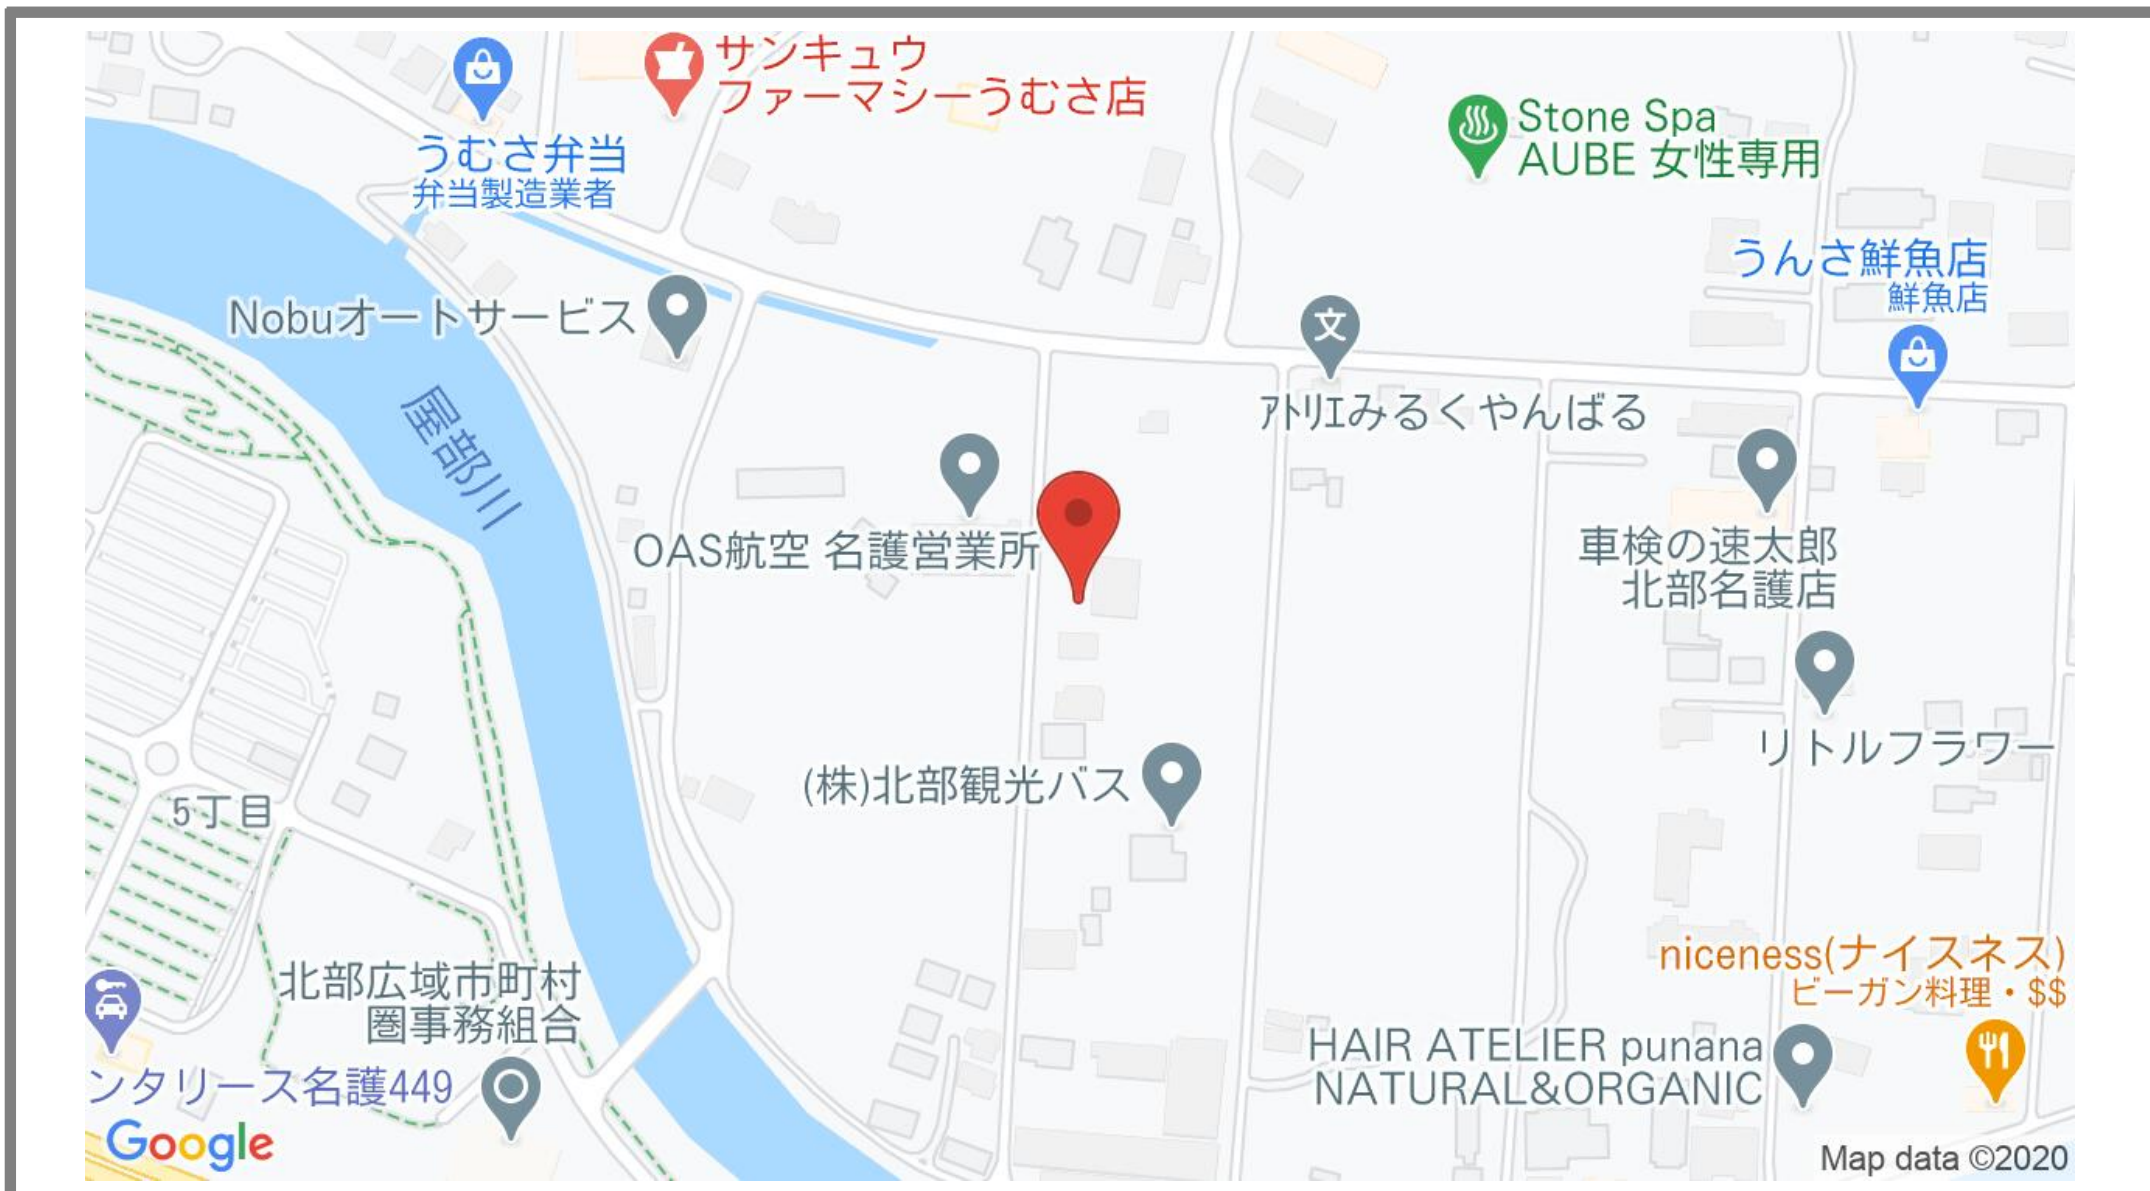 サンキュウ
ファーマシーうむさ店
うむさ弁当
弁当製造業者
Stone Spa
AUBE 女性専用
うんさ鮮魚店
鮮魚店
Nobuオートサービス
文
ｱﾄﾘｴみるくやんばる
屋部川
OAS航空 名護営業所
車検の速太郎
北部名護店
リトルフラワー
(株)北部観光バス
5丁目
北部広域市町村
圏事務組合
niceness(ナイスネス)
ビーガン料理・$$
HAIR ATELIER punana
NATURAL&ORGANIC
ンタリース名護449
Google
Map data ©2020